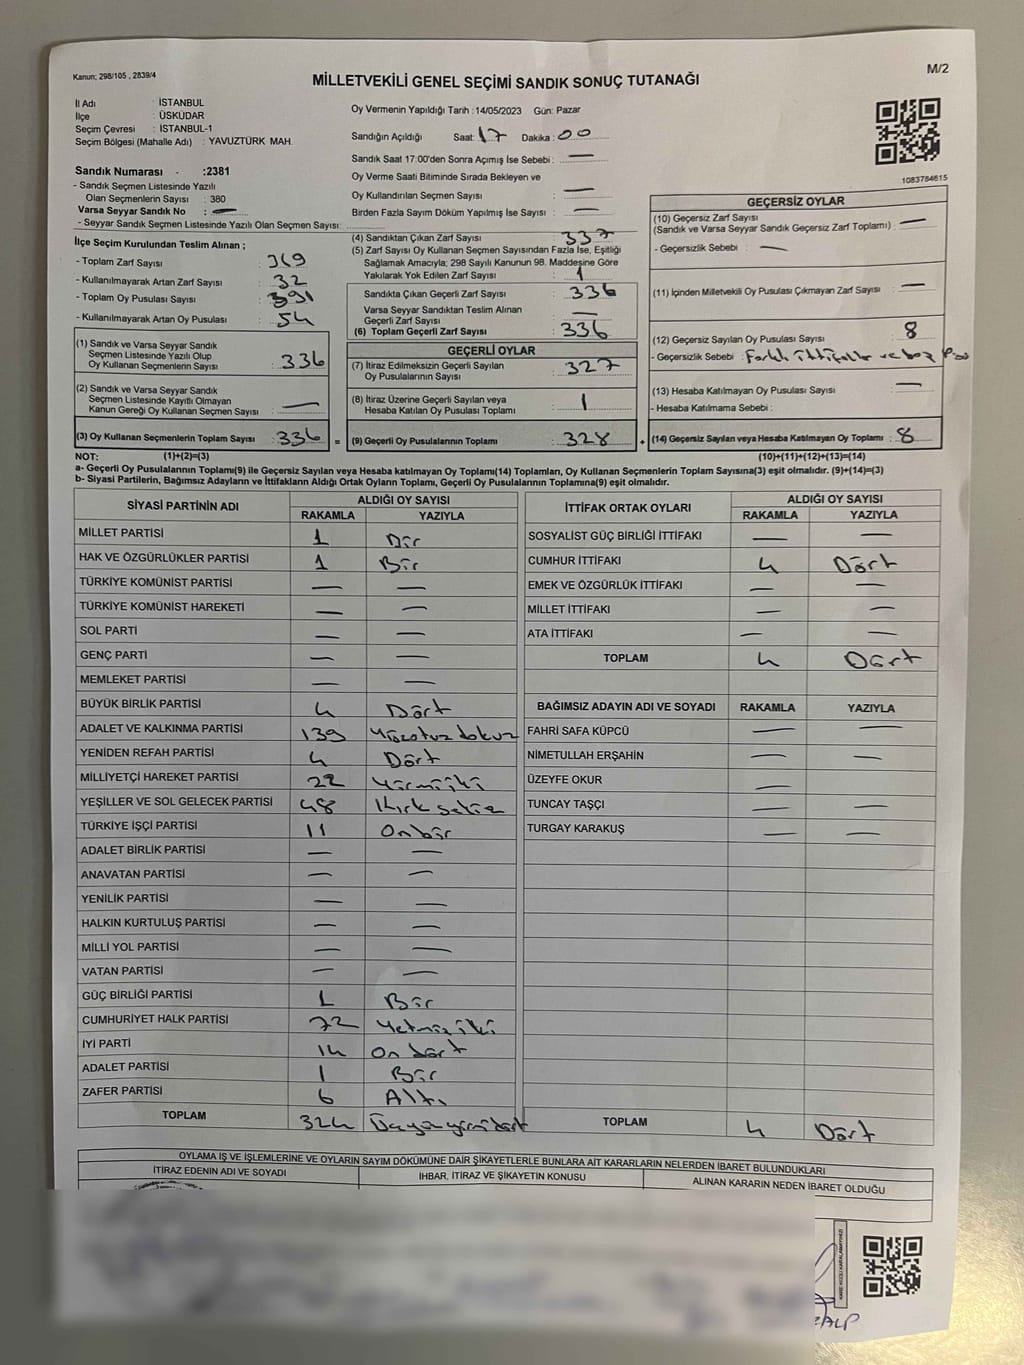 Kanun; 298/105 , 2839/4
M/2
MİLLETVEKİLİ GENEL SEÇİMİ SANDIK SONUÇ TUTANAĞI
İl Adı : İSTANBUL
İlçe : ÜSKÜDAR
Seçim Çevresi : İSTANBUL-1
Seçim Bölgesi (Mahalle Adı) : YAVUZTÜRK MAH.
Sandık Numarası :2381
- Sandık Seçmen Listesinde Yazılı
Olan Seçmenlerin Sayısı : 380
Varsa Seyyar Sandık No : —
- Seyyar Sandık Seçmen Listesinde Yazılı Olan Seçmen Sayısı:
Oy Vermenin Yapıldığı Tarih : 14/05/2023 Gün: Pazar
Sandığın Açıldığı Saat: 17 Dakika: 00
Sandık Saat 17:00'den Sonra Açımış İse Sebebi : —
Oy Verme Saati Bitiminde Sırada Bekleyen ve
Oy Kullandırılan Seçmen Sayısı —
Birden Fazla Sayım Döküm Yapılmış İse Sayısı : —
1083784615
İlçe Seçim Kurulundan Teslim Alınan ;
- Toplam Zarf Sayısı : 369
- Kullanılmayarak Artan Zarf Sayısı : 32
- Toplam Oy Pusulası Sayısı : 391
- Kullanılmayarak Artan Oy Pusulası : 54
(4) Sandıktan Çıkan Zarf Sayısı : 337
(5) Zarf Sayısı Oy Kullanan Seçmen Sayısından Fazla İse, Eşitliği
Sağlamak Amacıyla; 298 Sayılı Kanunun 98. Maddesine Göre
Yakılarak Yok Edilen Zarf Sayısı : 1
Sandıkta Çıkan Geçerli Zarf Sayısı : 336
Varsa Seyyar Sandıktan Teslim Alınan
Geçerli Zarf Sayısı : —
(6) Toplam Geçerli Zarf Sayısı : 336
GEÇERSİZ OYLAR
(10) Geçersiz Zarf Sayısı
(Sandık ve Varsa Seyyar Sandık Geçersiz Zarf Toplamı) : —
- Geçersizlik Sebebi : —
(11) İçinden Milletvekili Oy Pusulası Çıkmayan Zarf Sayısı : —
(12) Geçersiz Sayılan Oy Pusulası Sayısı : 8
- Geçersizlik Sebebi : Farklı ittifaklar ve boş
(13) Hesaba Katılmayan Oy Pusulası Sayısı : —
- Hesaba Katılmama Sebebi :
(14) Geçersiz Sayılan veya Hesaba Katılmayan Oy Toplamı : 8
(1) Sandık ve Varsa Seyyar Sandık
Seçmen Listesinde Yazılı Olup
Oy Kullanan Seçmenlerin Sayısı : 336
(2) Sandık ve Varsa Seyyar Sandık
Seçmen Listesinde Kayıtlı Olmayan
Kanun Gereği Oy Kullanan Seçmen Sayısı : —
(3) Oy Kullanan Seçmenlerin Toplam Sayısı : 336 =
GEÇERLİ OYLAR
(7) İtiraz Edilmeksizin Geçerli Sayılan
Oy Pusulalarının Sayısı : 327
(8) İtiraz Üzerine Geçerli Sayılan veya
Hesaba Katılan Oy Pusulası Toplamı : 1
(9) Geçerli Oy Pusulalarının Toplamı : 328 +
NOT: (1)+(2)=(3) (10)+(11)+(12)+(13)=(14)
a- Geçerli Oy Pusulalarının Toplamı(9) ile Geçersiz Sayılan veya Hesaba katılmayan Oy Toplamı(14) Toplamları, Oy Kullanan Seçmenlerin Toplam Sayısına(3) eşit olmalıdır. (9)+(14)=(3)
b- Siyasi Partilerin, Bağımsız Adayların ve İttifakların Aldığı Ortak Oyların Toplamı, Geçerli Oy Pusulalarının Toplamına(9) eşit olmalıdır.
SİYASİ PARTİNİN ADI ALDIĞI OY SAYISI
RAKAMLA YAZIYLA
MİLLET PARTİSİ 1 Bir
HAK VE ÖZGÜRLÜKLER PARTİSİ 1 Bir
TÜRKİYE KOMÜNİST PARTİSİ — —
TÜRKİYE KOMÜNİST HAREKETİ — —
SOL PARTİ — —
GENÇ PARTİ — —
MEMLEKET PARTİSİ — —
BÜYÜK BİRLİK PARTİSİ 4 Dört
ADALET VE KALKINMA PARTİSİ 139 Yüzotuz dokuz
YENİDEN REFAH PARTİSİ 4 Dört
MİLLİYETÇİ HAREKET PARTİSİ 22 Yirmiiki
YEŞİLLER VE SOL GELECEK PARTİSİ 48 Kırk sekiz
TÜRKİYE İŞÇİ PARTİSİ 11 Onbir
ADALET BİRLİK PARTİSİ — —
ANAVATAN PARTİSİ — —
YENİLİK PARTİSİ — —
HALKIN KURTULUŞ PARTİSİ — —
MİLLİ YOL PARTİSİ — —
VATAN PARTİSİ — —
GÜÇ BİRLİĞİ PARTİSİ 1 Bir
CUMHURİYET HALK PARTİSİ 72 Yetmiş iki
İYİ PARTİ 14 On dört
ADALET PARTİSİ 1 Bir
ZAFER PARTİSİ 6 Altı
TOPLAM 324 Üçyüzyirmidört
İTTİFAK ORTAK OYLARI ALDIĞI OY SAYISI
RAKAMLA YAZIYLA
SOSYALİST GÜÇ BİRLİĞİ İTTİFAKI — —
CUMHUR İTTİFAKI 4 Dört
EMEK VE ÖZGÜRLÜK İTTİFAKI — —
MİLLET İTTİFAKI — —
ATA İTTİFAKI — —
TOPLAM 4 Dört
BAĞIMSIZ ADAYIN ADI VE SOYADI RAKAMLA YAZIYLA
FAHRİ SAFA KÜPCÜ — —
NİMETULLAH ERŞAHİN — —
ÜZEYFE OKUR —
TUNCAY TAŞÇI — —
TURGAY KARAKUŞ — —
TOPLAM 4 Dört
OYLAMA İŞ VE İŞLEMLERİNE VE OYLARIN SAYIM DÖKÜMÜNE DAİR ŞİKAYETLERLE BUNLARA AİT KARARLARIN NELERDEN İBARET BULUNDUKLARI
İTİRAZ EDENİN ADI VE SOYADI İHBAR, İTİRAZ VE ŞİKAYETİN KONUSU ALINAN KARARIN NEDEN İBARET OLDUĞU